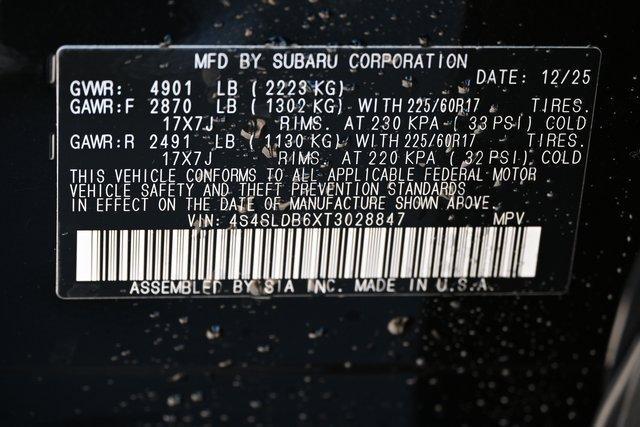 MFD BY SUBARU CORPORATION
DATE: 12/25
GVWR: 4901 LB (2223 KG)
GAWR:F 2870 LB (1302 KG) WITH 225/60R17 TIRES.
17X7J RIMS. AT 230 KPA (33 PSI) COLD
GAWR:R 2491 LB (1130 KG) WITH 225/60R17 TIRES.
17X7J RIMS. AT 220 KPA (32 PSI) COLD
THIS VEHICLE CONFORMS TO ALL APPLICABLE FEDERAL MOTOR
VEHICLE SAFETY AND THEFT PREVENTION STANDARDS
IN EFFECT ON THE DATE OF MANUFACTURE SHOWN ABOVE.
VIN: 4S4SLDB6XT3028847 MPV
ASSEMBLED BY SIA INC. MADE IN U.S.A.